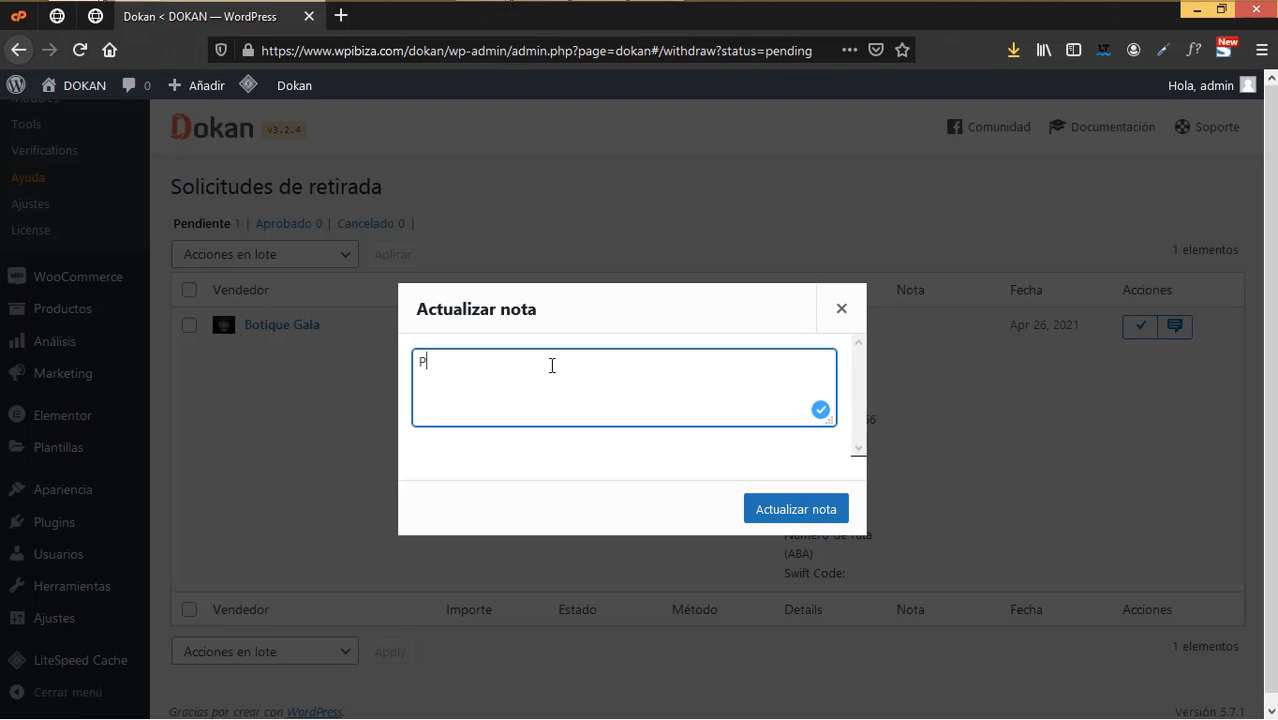 Dokan < DOKAN — WordPress
https://www.wpibiza.com/dokan/wp-admin/admin.php?page=dokan#/withdraw?status=pending
New
DOKAN 0 Añadir Dokan Hola, admin
Tools
Verifications
Ayuda
Ajustes
License
WooCommerce
Productos
Análisis
Marketing
Elementor
Plantillas
Apariencia
Plugins
Usuarios
Herramientas
Ajustes
LiteSpeed Cache
Cerrar menú
Dokan v3.2.4
Comunidad Documentación Soporte
Solicitudes de retirada
Pendiente 1 | Aprobado 0 | Cancelado 0 |
Acciones en lote Aplicar 1 elementos
Vendedor Nota Fecha Acciones
Botique Gala Apr 26, 2021
Actualizar nota
P
Actualizar nota
(ABA)
Swift Code:
Vendedor Importe Estado Método Details Nota Fecha Acciones
Acciones en lote Apply 1 elementos
Gracias por crear con WordPress. Versión 5.7.1